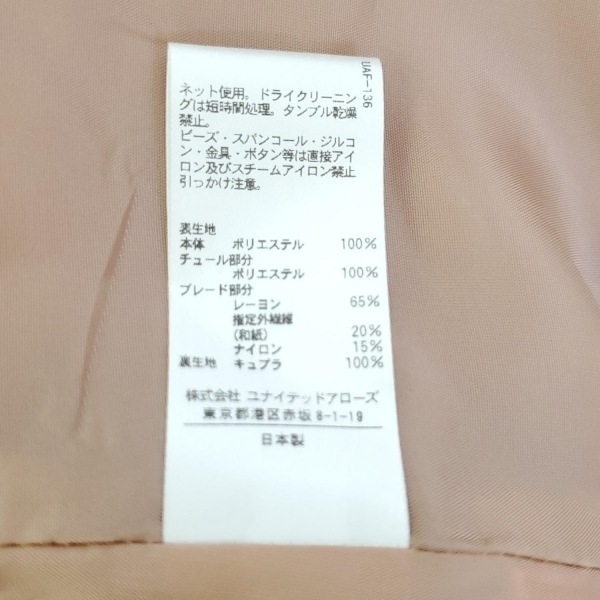 UAF-136
ネット使用。ドライクリーニン
グは短時間処理。タンブル乾燥
禁止。
ビーズ・スパンコール・ジルコ
ン・金具・ボタン等は直接アイ
ロン及びスチームアイロン禁止
引っかけ注意。
表生地
本体 ポリエステル 100%
チュール部分
ポリエステル 100%
ブレード部分
レーヨン 65%
指定外繊維
(和紙) 20%
ナイロン 15%
裏生地 キュプラ 100%
株式会社 ユナイテッドアローズ
東京都港区赤坂8-1-19
日本製